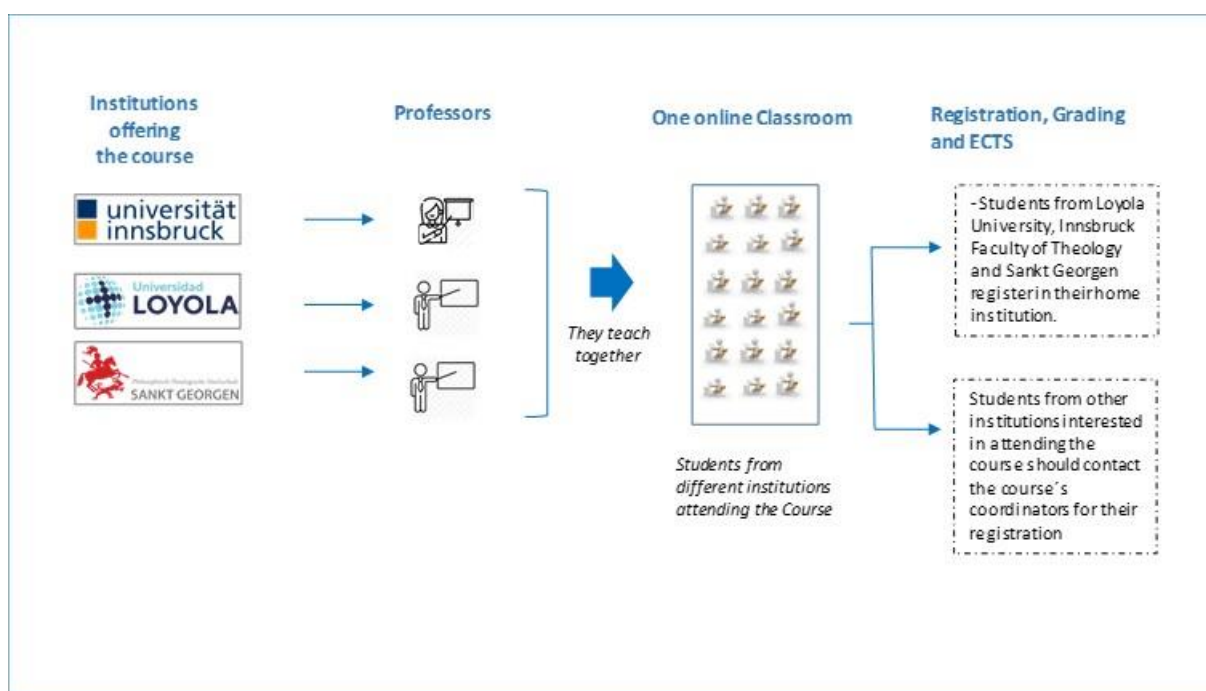 Institutions
offering
the course
Professors
One online Classroom
Registration, Grading
and ECTS
universität
innsbruck
Universidad
LOYOLA
Philosophisch-Theologische Hochschule
SANKT GEORGEN
They teach
together
Students from
different institutions
attending the Course
-Students from Loyola
University, Innsbruck
Faculty of Theology
and Sankt Georgen
register in their home
institution.
Students from other
institutions interested
in attending the
course should contact
the course´s
coordinators for their
registration